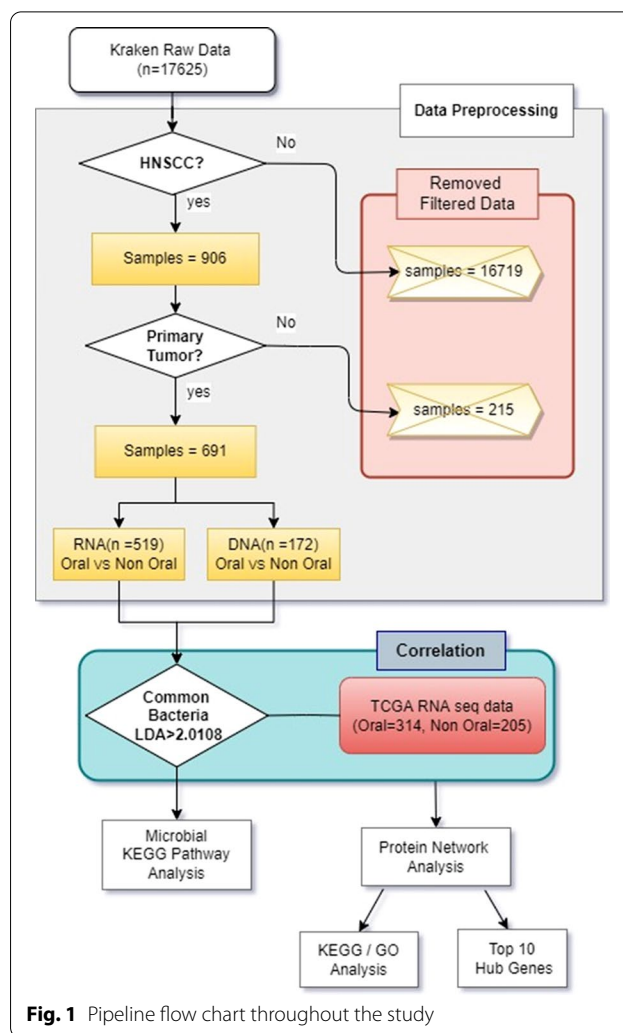 Kraken Raw Data
(n=17625)
Data Preprocessing
HNSCC?
No
yes
Removed
Filtered Data
Samples = 906
samples = 16719
Primary
Tumor?
No
yes
samples = 215
Samples = 691
RNA(n =519)
Oral vs Non Oral
DNA(n =172)
Oral vs Non Oral
Correlation
Common
Bacteria
LDA>2.0108
TCGA RNA seq data
(Oral=314, Non Oral=205)
Microbial
KEGG Pathway
Analysis
Protein Network
Analysis
KEGG / GO
Analysis
Top 10
Hub Genes
Fig. 1 Pipeline flow chart throughout the study